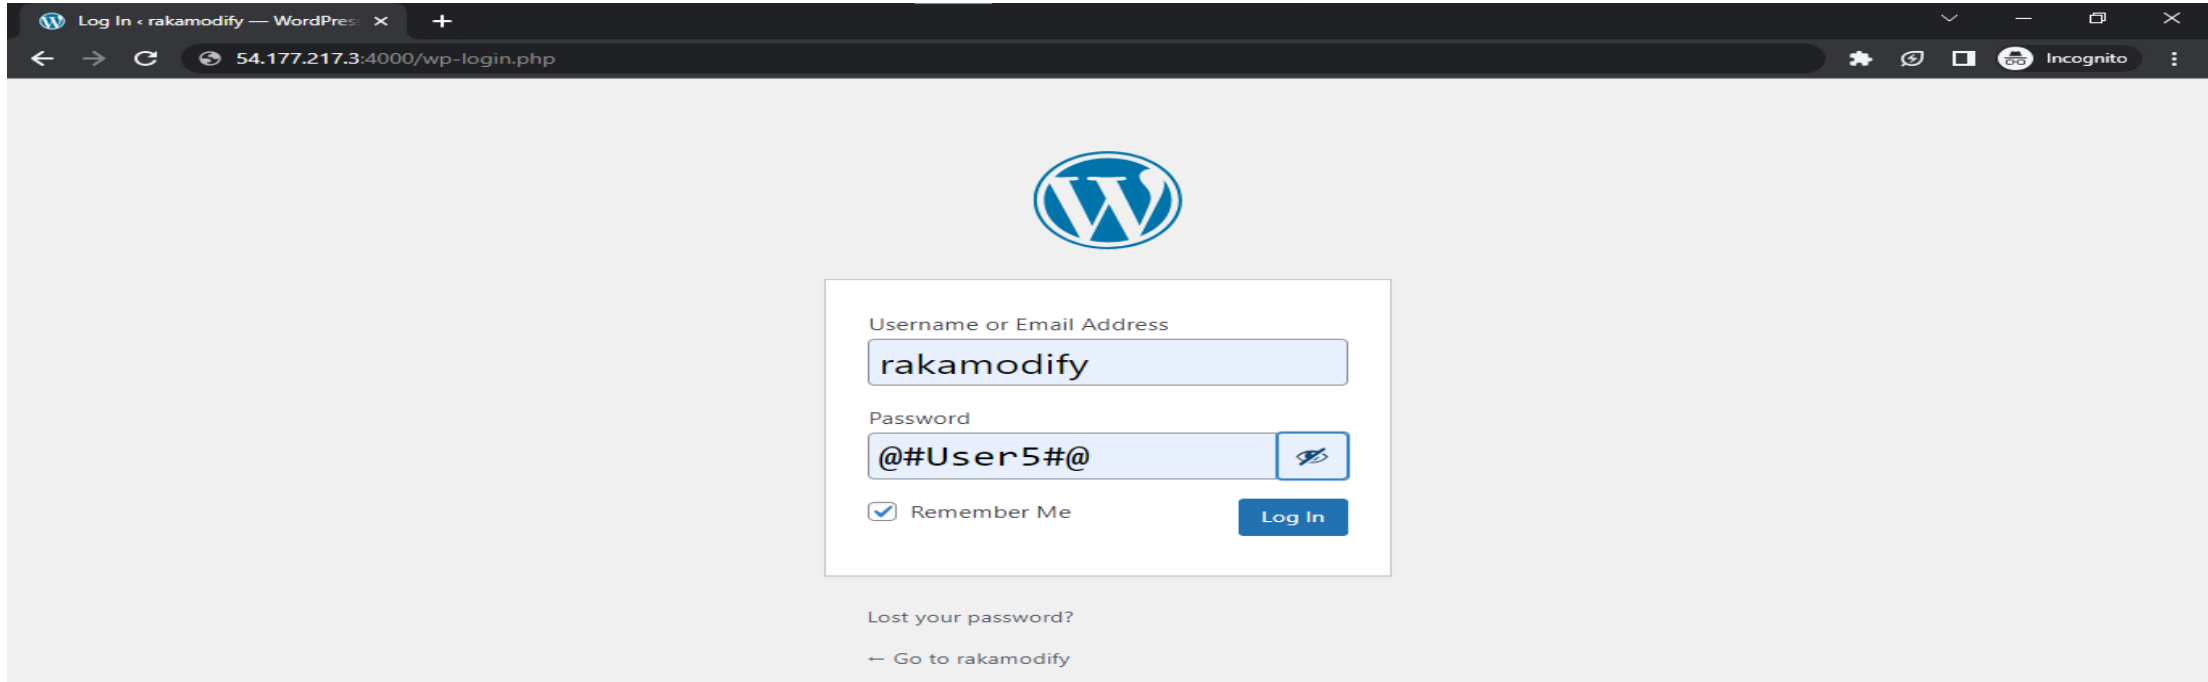 Log In ‹ rakamodify — WordPres
54.177.217.3:4000/wp-login.php
Incognito
Username or Email Address
rakamodify
Password
@#User5#@
Remember Me
Log In
Lost your password?
← Go to rakamodify